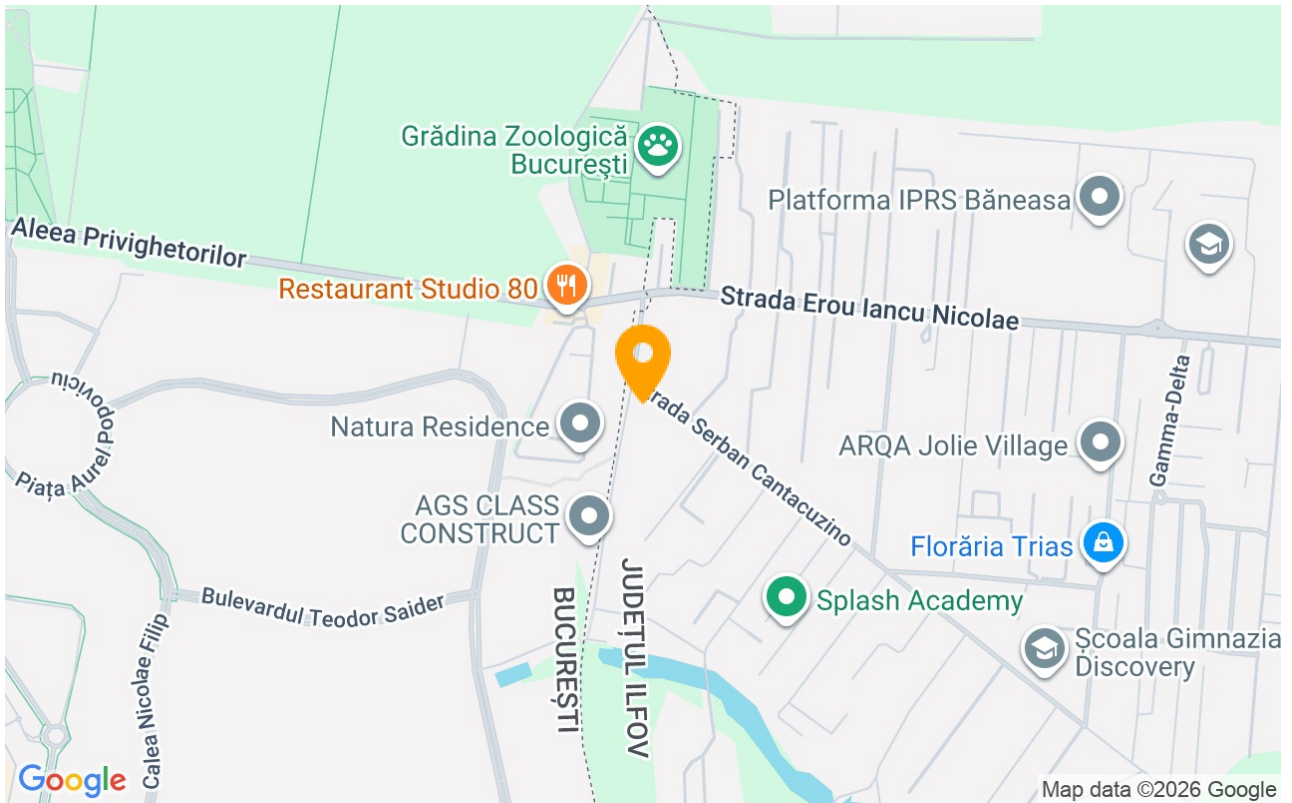 Grădina Zoologică
București
Platforma IPRS Băneasa
Aleea Privighetorilor
Restaurant Studio 80
Strada Erou Iancu Nicolae
Gamma-Delta
Piața Aurel Popoviciu
Natura Residence
rada Serban Cantacuzino
ARQA Jolie Village
AGS CLASS
CONSTRUCT
Florăria Trias
Bulevardul Teodor Saider
BUCUREȘTI
JUDEȚUL ILFOV
Splash Academy
Școala Gimnazia
Discovery
Calea Nicolae Filip
Google
Map data ©2026 Google